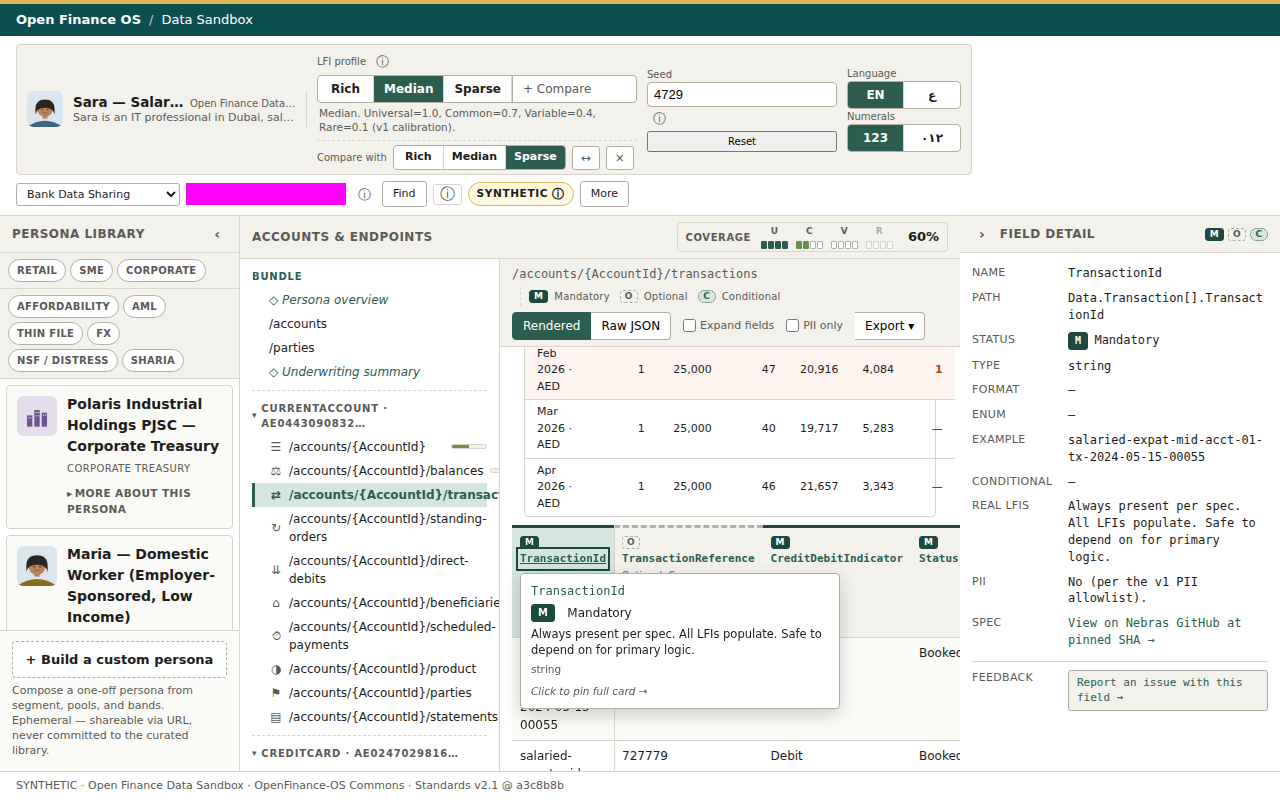 Open Finance OS / Data Sandbox
Sara — Salar… Open Finance Data…
Sara is an IT professional in Dubai, sal…
LFI profile ⓘ
Rich Median Sparse + Compare
Median. Universal=1.0, Common=0.7, Variable=0.4,
Rare=0.1 (v1 calibration).
Compare with Rich Median Sparse ↔ ×
Seed
4729
ⓘ
Reset
Language
EN ع
Numerals
123 ٠١٢
Bank Data Sharing ⓘ Find ⓘ SYNTHETIC ⓘ More
PERSONA LIBRARY ‹
RETAIL SME CORPORATE
AFFORDABILITY AML
THIN FILE FX
NSF / DISTRESS SHARIA
Polaris Industrial
Holdings PJSC —
Corporate Treasury
CORPORATE TREASURY
▸ MORE ABOUT THIS
PERSONA
Maria — Domestic
Worker (Employer-
Sponsored, Low
Income)
+ Build a custom persona
Compose a one-off persona from
segment, pools, and bands.
Ephemeral — shareable via URL,
never committed to the curated
library.
ACCOUNTS & ENDPOINTS
COVERAGE U C V R 60%
BUNDLE
◇ Persona overview
/accounts
/parties
◇ Underwriting summary
▾ CURRENTACCOUNT ·
AE0443090832…
☰ /accounts/{AccountId}
⚖ /accounts/{AccountId}/balances
⇄ /accounts/{AccountId}/transac
↻ /accounts/{AccountId}/standing-
orders
⇊ /accounts/{AccountId}/direct-
debits
⌂ /accounts/{AccountId}/beneficiarie
⏱ /accounts/{AccountId}/scheduled-
payments
◑ /accounts/{AccountId}/product
⚑ /accounts/{AccountId}/parties
▤ /accounts/{AccountId}/statements
▾ CREDITCARD · AE0247029816…
/accounts/{AccountId}/transactions
M Mandatory O Optional C Conditional
Rendered Raw JSON Expand fields PII only Export ▾
Feb
2026 ·
AED
1 25,000 47 20,916 4,084 1
Mar
2026 ·
AED
1 25,000 40 19,717 5,283 —
Apr
2026 ·
AED
1 25,000 46 21,657 3,343 —
M O M M
TransactionId TransactionReference CreditDebitIndicator Status
TransactionId
M Mandatory
Always present per spec. All LFIs populate. Safe to
depend on for primary logic.
string
Click to pin full card →
Booked
00055
salaried- 727779 Debit Booked
› FIELD DETAIL M O C
NAME TransactionId
PATH Data.Transaction[].Transact
ionId
STATUS M Mandatory
TYPE string
FORMAT —
ENUM —
EXAMPLE salaried-expat-mid-acct-01-
tx-2024-05-15-00055
CONDITIONAL —
REAL LFIS Always present per spec.
All LFIs populate. Safe to
depend on for primary
logic.
PII No (per the v1 PII
allowlist).
SPEC View on Nebras GitHub at
pinned SHA →
FEEDBACK Report an issue with this
field →
SYNTHETIC · Open Finance Data Sandbox · OpenFinance-OS Commons · Standards v2.1 @ a3c8b8b